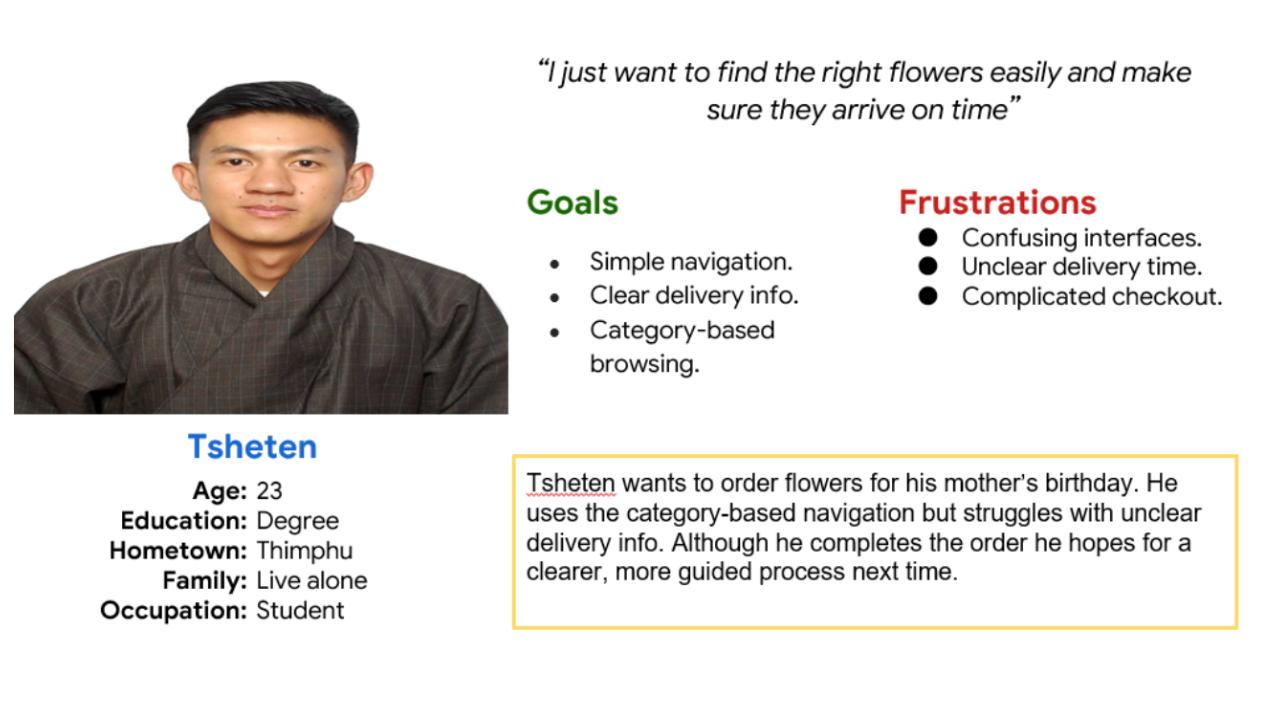 “I just want to find the right flowers easily and make
sure they arrive on time”
Goals
Simple navigation.
Clear delivery info.
Category-based
browsing.
Frustrations
Confusing interfaces.
Unclear delivery time.
Complicated checkout.
Tsheten
Age: 23
Education: Degree
Hometown: Thimphu
Family: Live alone
Occupation: Student
Tsheten wants to order flowers for his mother’s birthday. He
uses the category-based navigation but struggles with unclear
delivery info. Although he completes the order he hopes for a
clearer, more guided process next time.